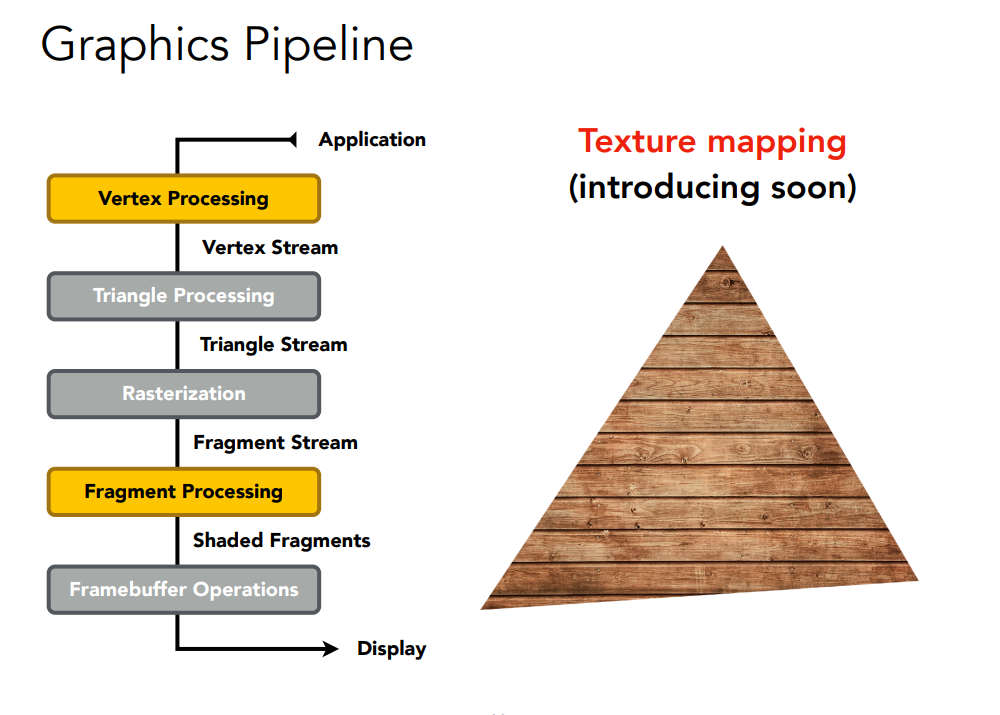 Graphics Pipeline
Application
Vertex Processing
Vertex Stream
Triangle Processing
Triangle Stream
Rasterization
Fragment Stream
Fragment Processing
Shaded Fragments
Framebuffer Operations
Display
Texture mapping
(introducing soon)